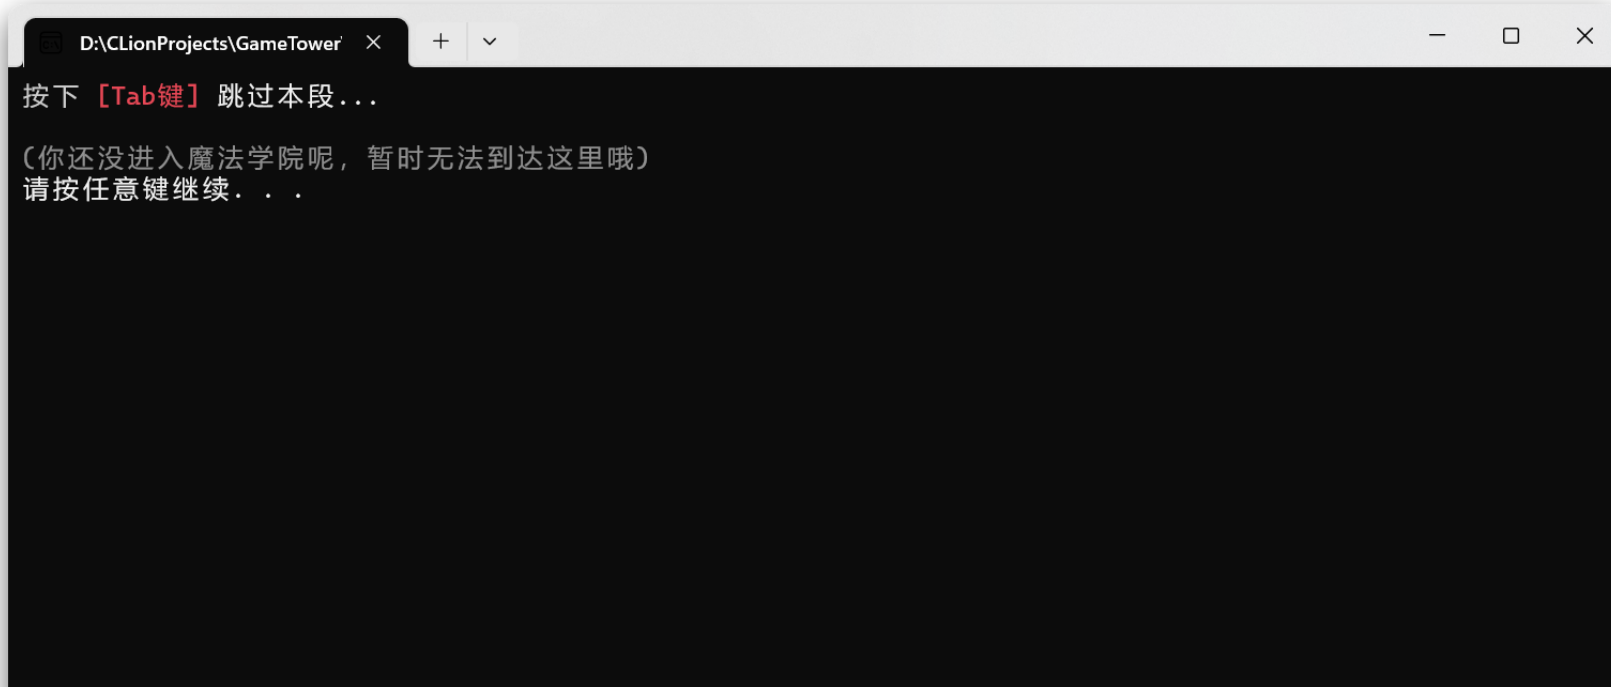 D:\CLionProjects\GameTower
按下 [Tab键] 跳过本段...
(你还没进入魔法学院呢, 暂时无法到达这里哦)
请按任意键继续. . .